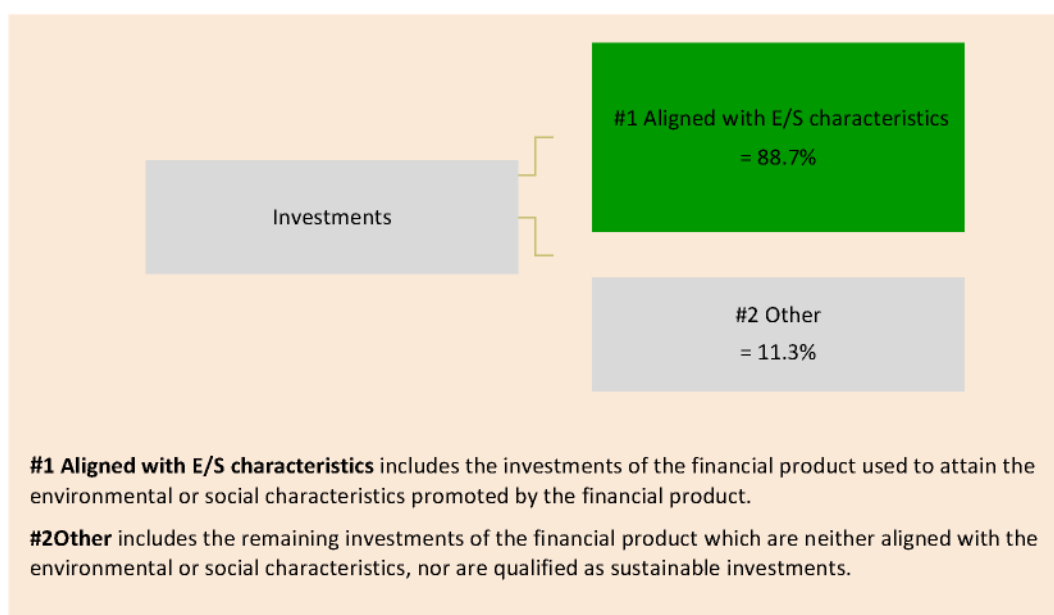 #1 Aligned with E/S characteristics
= 88.7%
Investments
#2 Other
= 11.3%
#1 Aligned with E/S characteristics includes the investments of the financial product used to attain the
environmental or social characteristics promoted by the financial product.
#2Other includes the remaining investments of the financial product which are neither aligned with the
environmental or social characteristics, nor are qualified as sustainable investments.